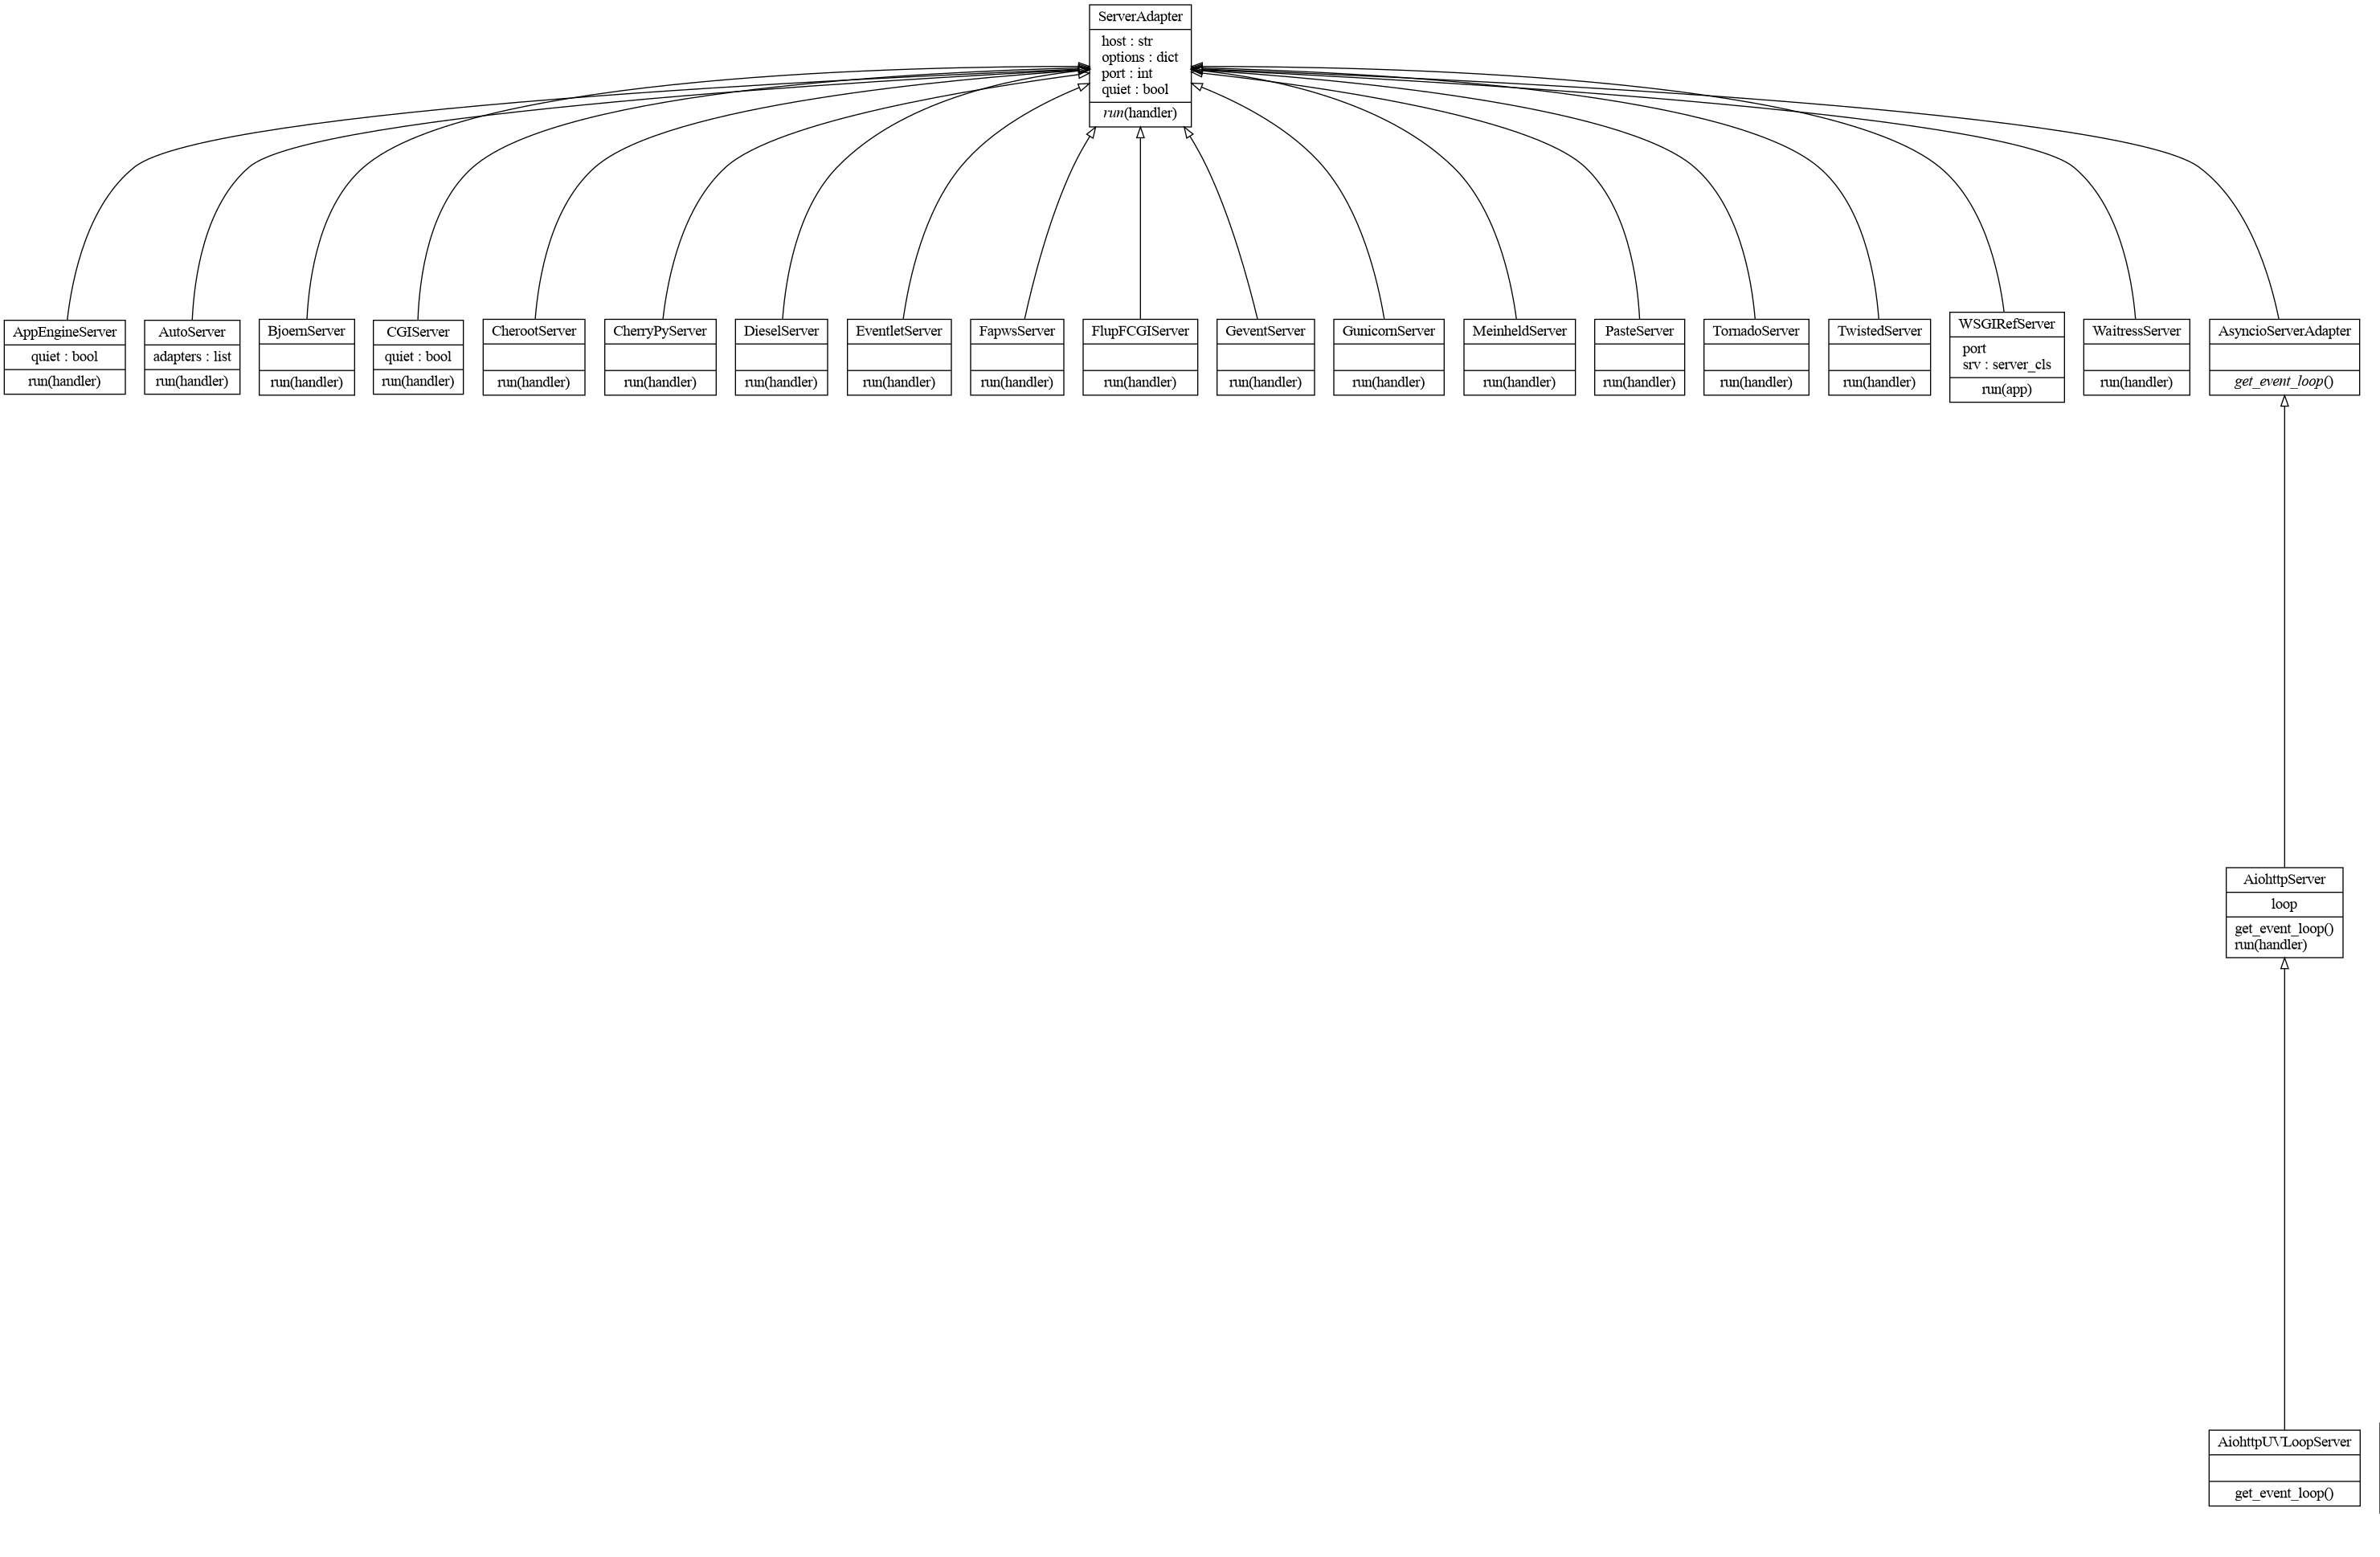 ServerAdapter
host : str
options : dict
port : int
quiet : bool
run(handler)
AppEngineServer
quiet : bool
run(handler)
AutoServer
adapters : list
run(handler)
BjoernServer
run(handler)
CGIServer
quiet : bool
run(handler)
CherootServer
run(handler)
CherryPyServer
run(handler)
DieselServer
run(handler)
EventletServer
run(handler)
FapwsServer
run(handler)
FlupFCGIServer
run(handler)
GeventServer
run(handler)
GunicornServer
run(handler)
MeinheldServer
run(handler)
PasteServer
run(handler)
TornadoServer
run(handler)
TwistedServer
run(handler)
WSGIRefServer
port
srv : server_cls
run(app)
WaitressServer
run(handler)
AsyncioServerAdapter
get_event_loop()
AiohttpServer
loop
get_event_loop()
run(handler)
AiohttpUVLoopServer
get_event_loop()